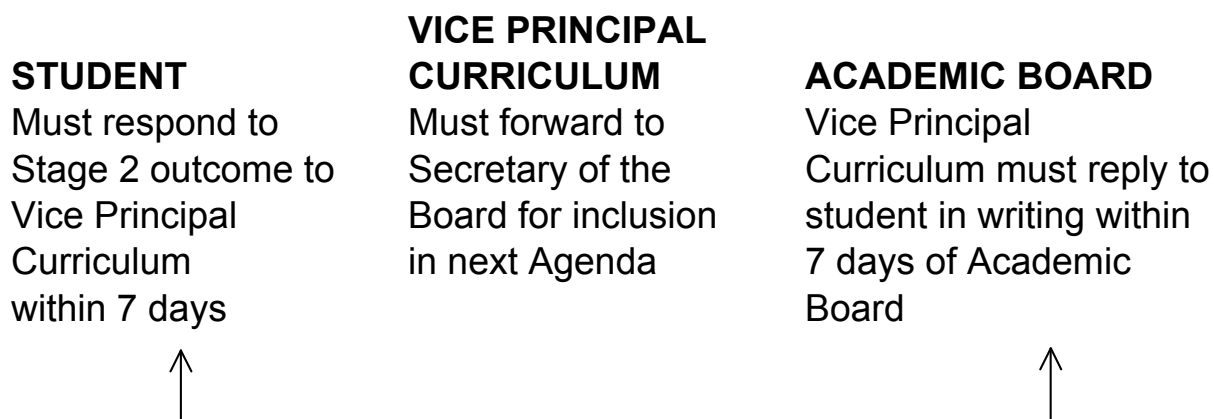 STUDENT
Must respond to
Stage 2 outcome to
Vice Principal
Curriculum
within 7 days
VICE PRINCIPAL
CURRICULUM
Must forward to
Secretary of the
Board for inclusion
in next Agenda
ACADEMIC BOARD
Vice Principal
Curriculum must reply to
student in writing within
7 days of Academic
Board